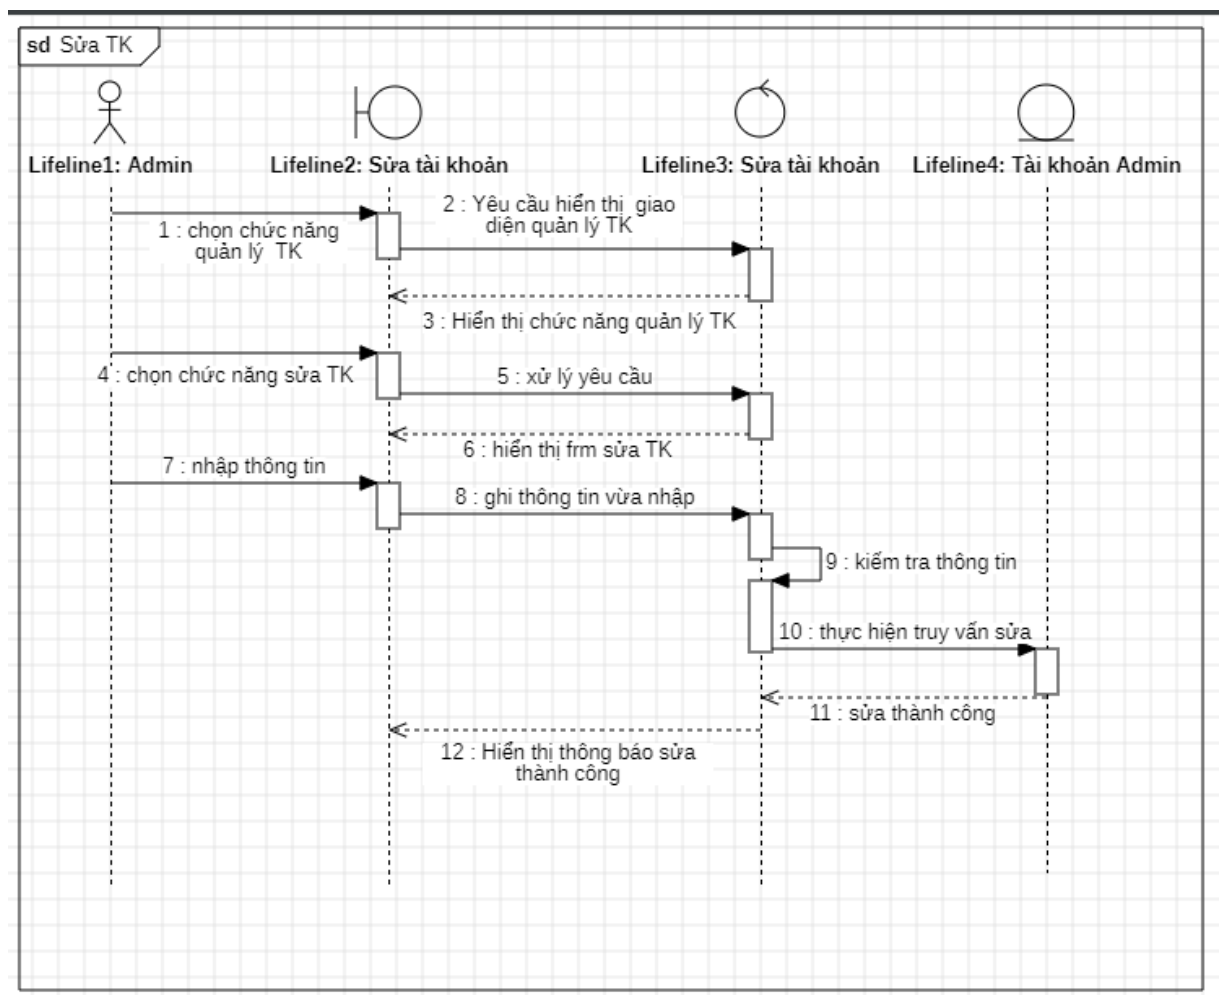 sd Sửa TK
Lifeline1: Admin
Lifeline2: Sửa tài khoản
Lifeline3: Sửa tài khoản
Lifeline4: Tài khoản Admin
1 : chọn chức năng
quản lý TK
2 : Yêu cầu hiển thị giao
diện quản lý TK
3 : Hiển thị chức năng quản lý TK
4 : chọn chức năng sửa TK
5 : xử lý yêu cầu
6 : hiển thị frm sửa TK
7 : nhập thông tin
8 : ghi thông tin vừa nhập
9 : kiếm tra thông tin
10 : thực hiện truy vấn sửa
11 : sửa thành công
12 : Hiển thị thông báo sửa
thành công